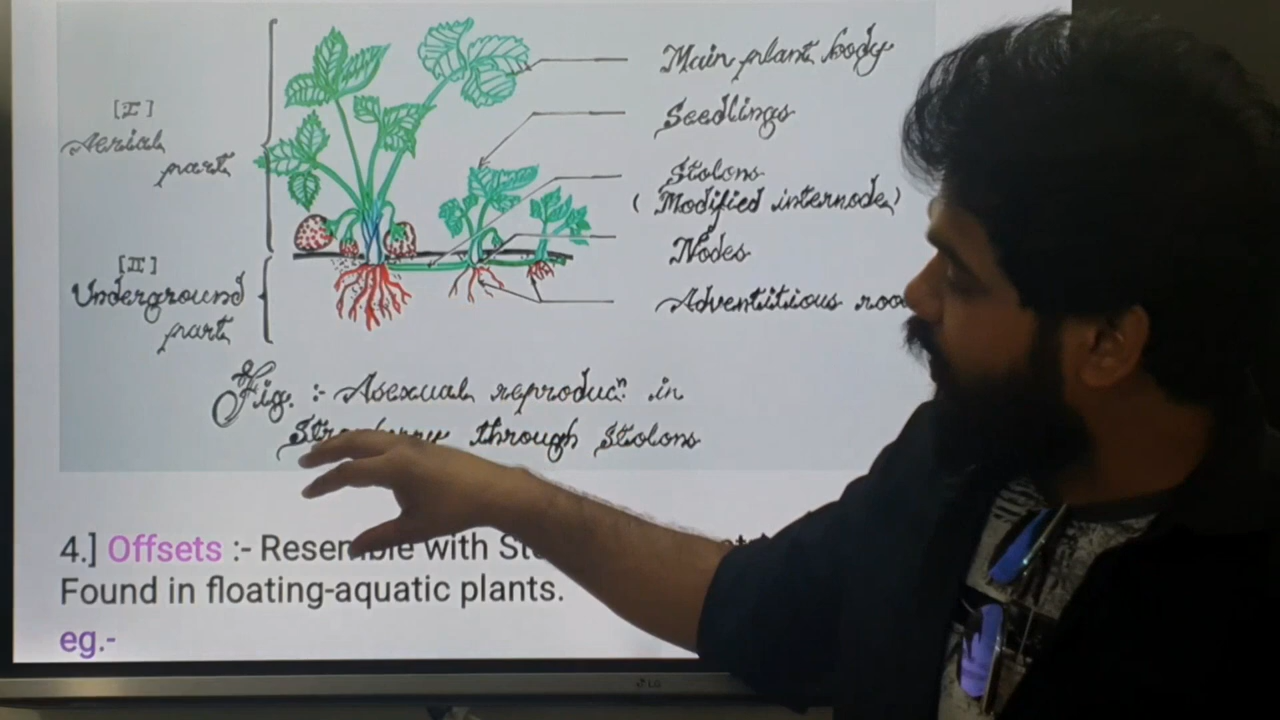 Main plant body
[I]
Aerial
part
Seedlings
Stolons
(Modified internode)
Nodes
[II]
Underground
part
Adventitious
Fig. :- Asexual reproducⁿ. in
through Stolons
4.] Offsets :- Resemble with
Found in floating-aquatic plants.
eg.-
LG